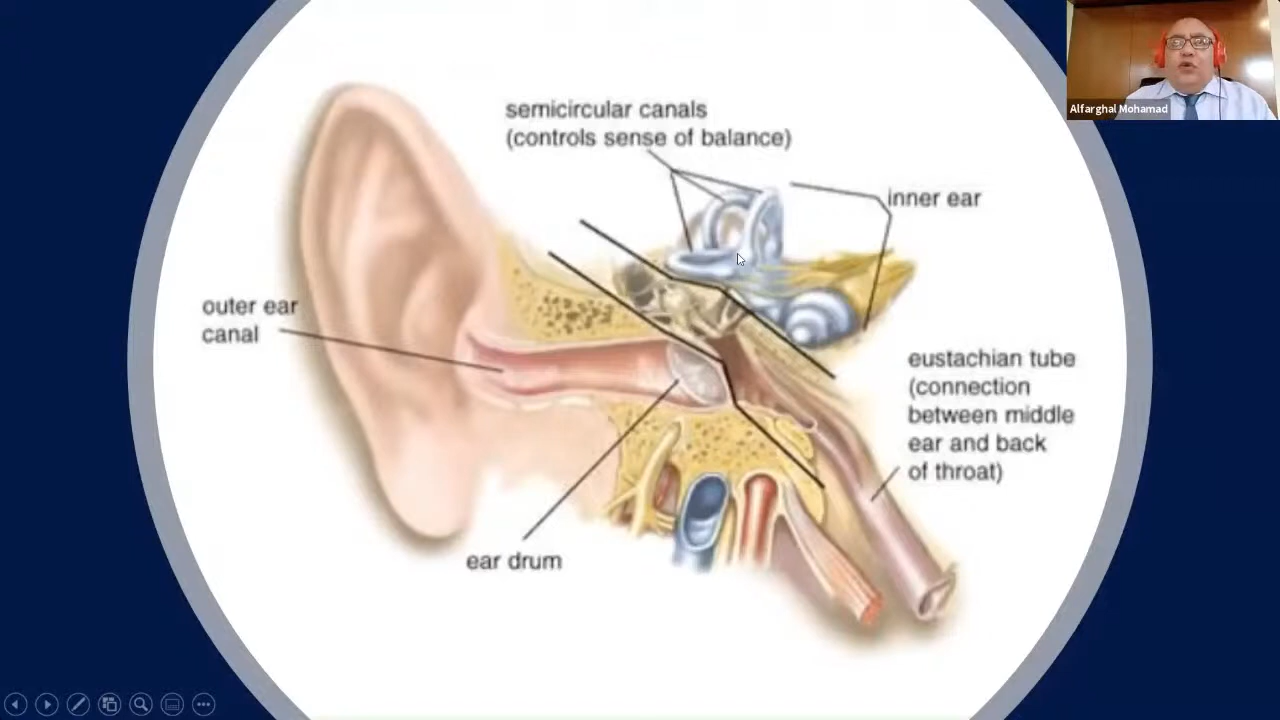 Alfarghal Mohamad
semicircular canals
(controls sense of balance)
inner ear
outer ear
canal
eustachian tube
(connection
between middle
ear and back
of throat)
ear drum